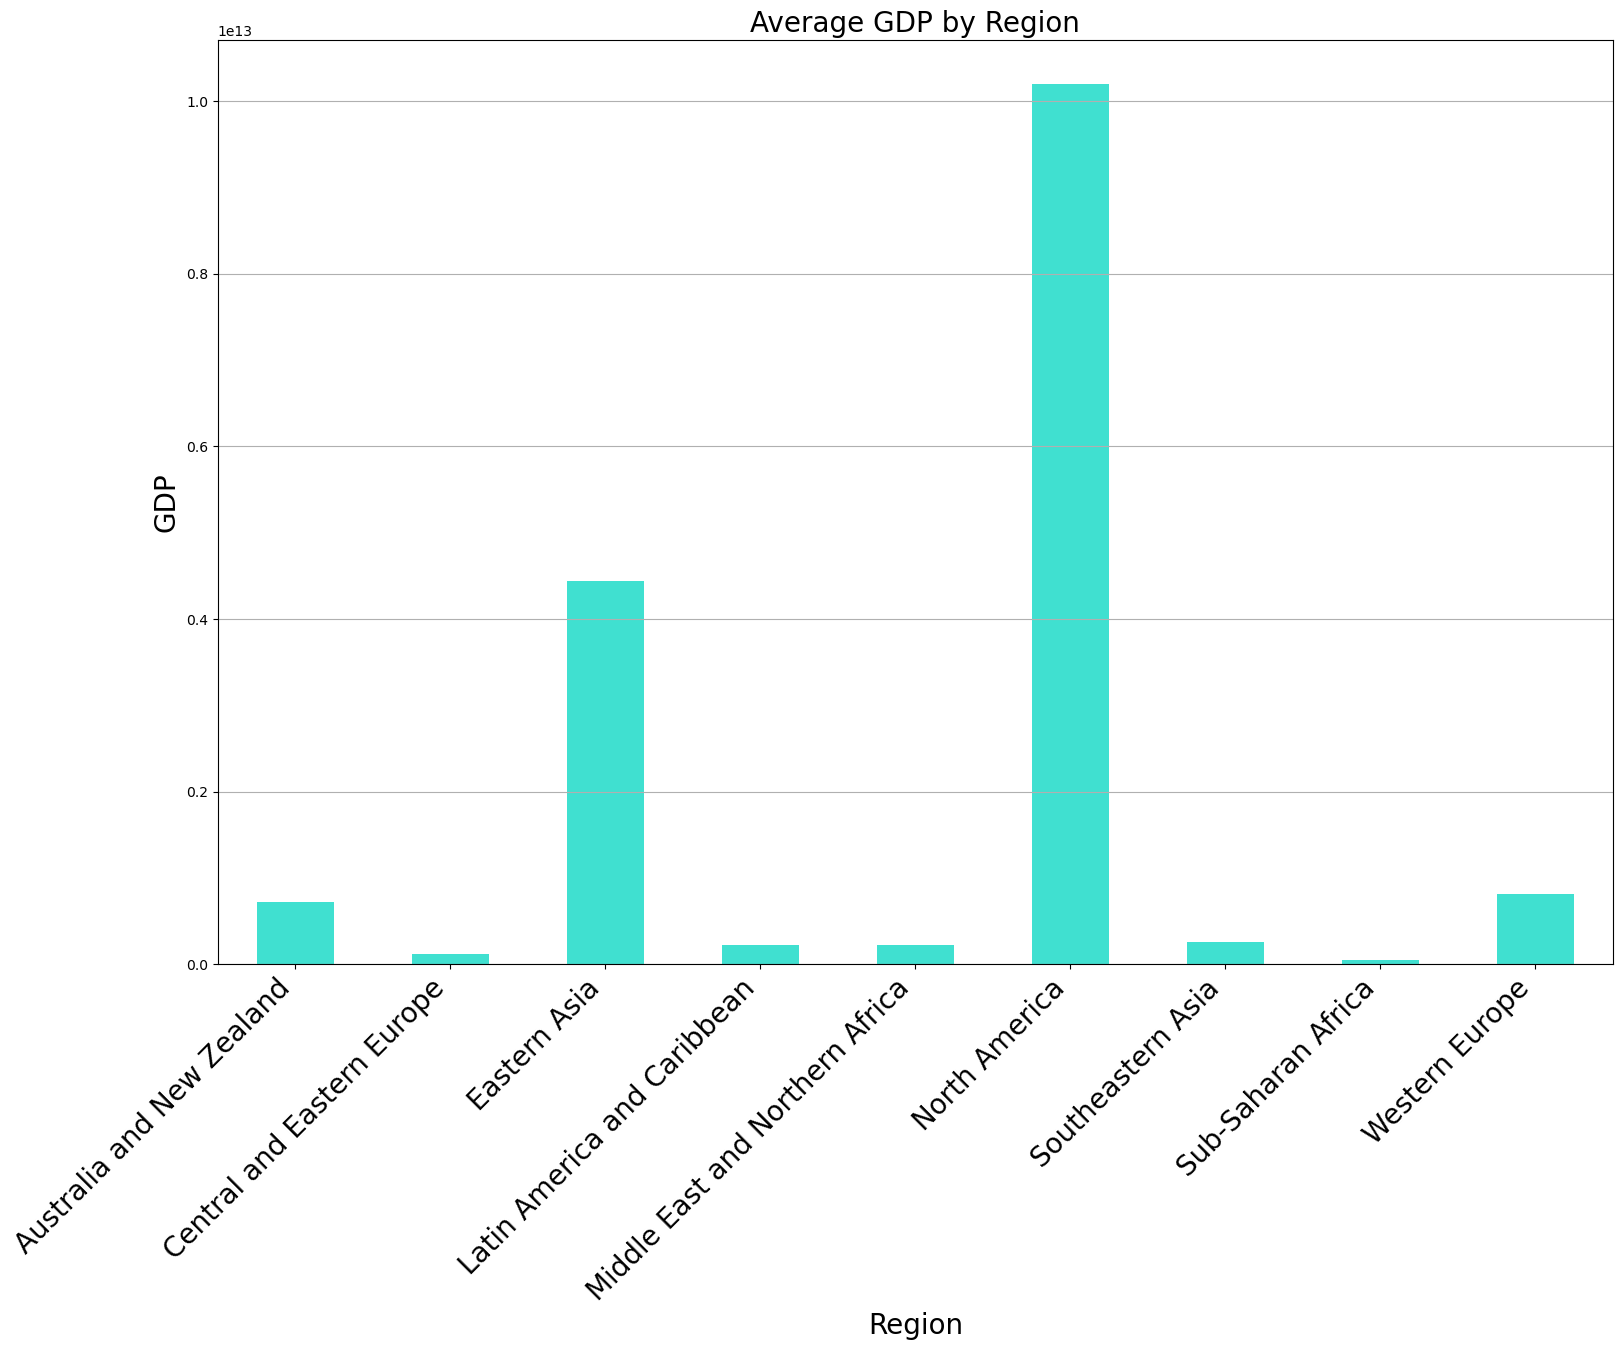 Average GDP by Region
1e13
1.0
0.8
0.6
0.4
0.2
0.0
GDP
Australia and New Zealand
Central and Eastern Europe
Eastern Asia
Latin America and Caribbean
Middle East and Northern Africa
North America
Southeastern Asia
Sub-Saharan Africa
Western Europe
Region